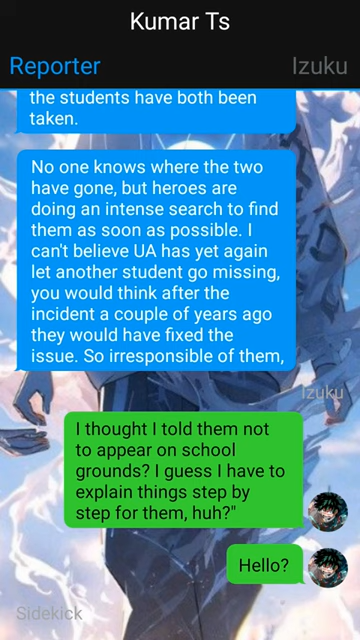 Kumar Ts
Reporter
Izuku
the students have both been
taken.
No one knows where the two
have gone, but heroes are
doing an intense search to find
them as soon as possible. I
can't believe UA has yet again
let another student go missing,
you would think after the
incident a couple of years ago
they would have fixed the
issue. So irresponsible of them,
Izuku
I thought I told them not
to appear on school
grounds? I guess I have to
explain things step by
step for them, huh?"
Hello?
Sidekick